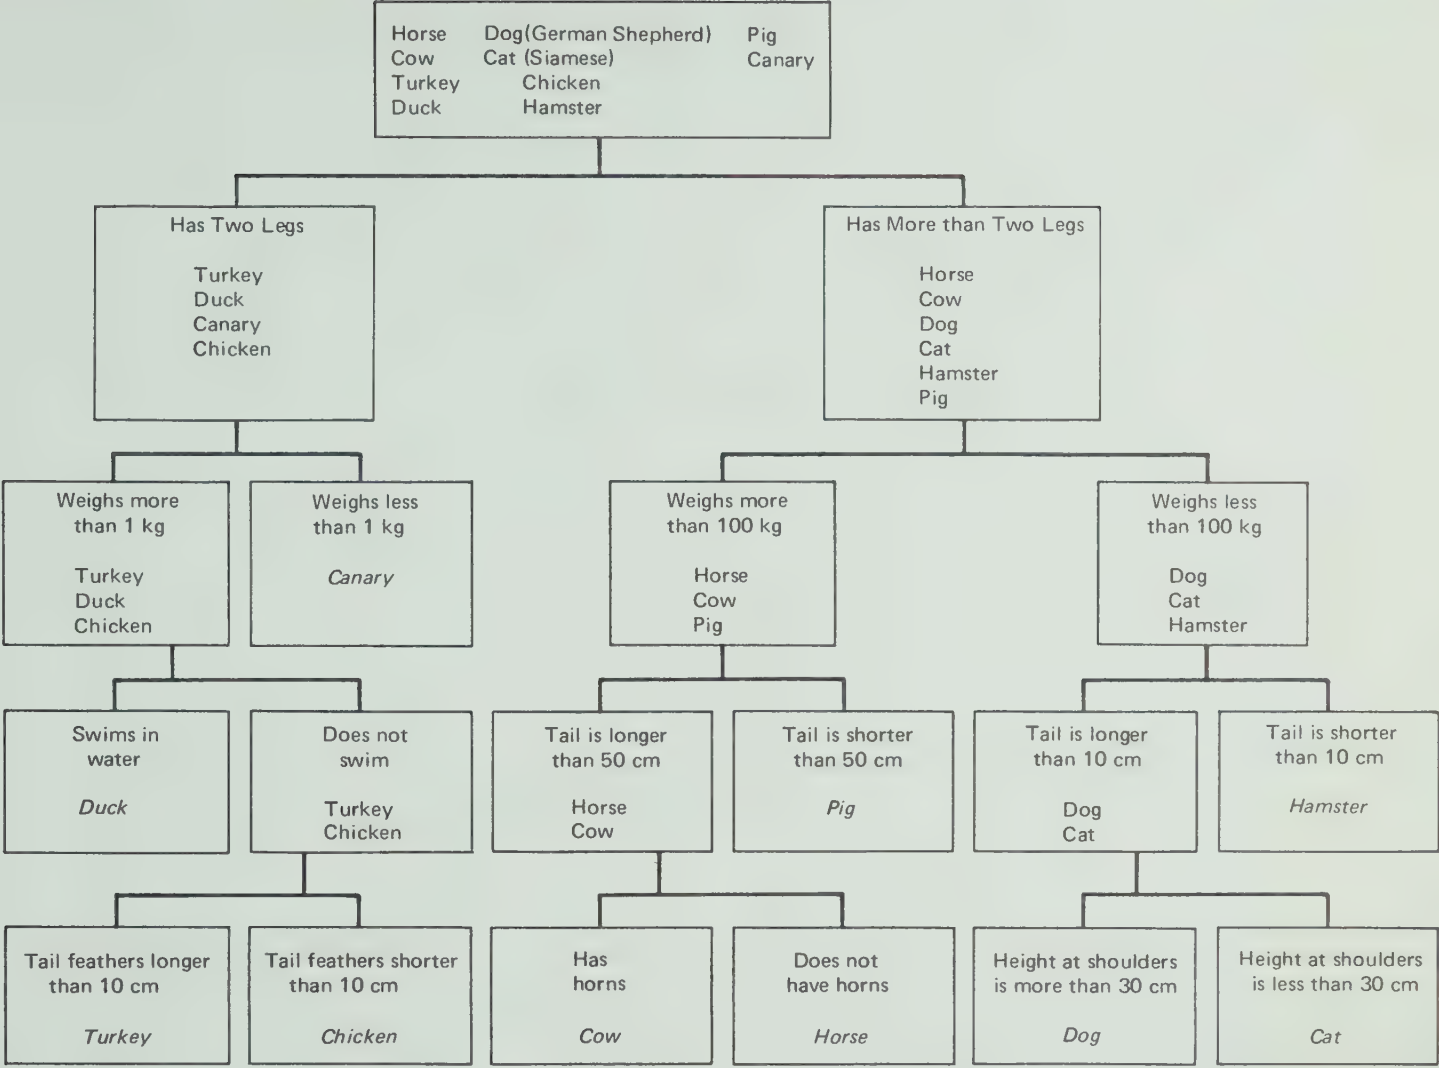 Horse Dog(German Shepherd) Pig
Cow Cat (Siamese) Canary
Turkey Chicken
Duck Hamster
Has Two Legs
Turkey
Duck
Canary
Chicken
Has More than Two Legs
Horse
Cow
Dog
Cat
Hamster
Pig
Weighs more
than 1 kg
Turkey
Duck
Chicken
Weighs less
than 1 kg
Canary
Weighs more
than 100 kg
Horse
Cow
Pig
Weighs less
than 100 kg
Dog
Cat
Hamster
Swims in
water
Duck
Does not
swim
Turkey
Chicken
Tail is longer
than 50 cm
Horse
Cow
Tail is shorter
than 50 cm
Pig
Tail is longer
than 10 cm
Dog
Cat
Tail is shorter
than 10 cm
Hamster
Tail feathers longer
than 10 cm
Turkey
Tail feathers shorter
than 10 cm
Chicken
Has
horns
Cow
Does not
have horns
Horse
Height at shoulders
is more than 30 cm
Dog
Height at shoulders
is less than 30 cm
Cat